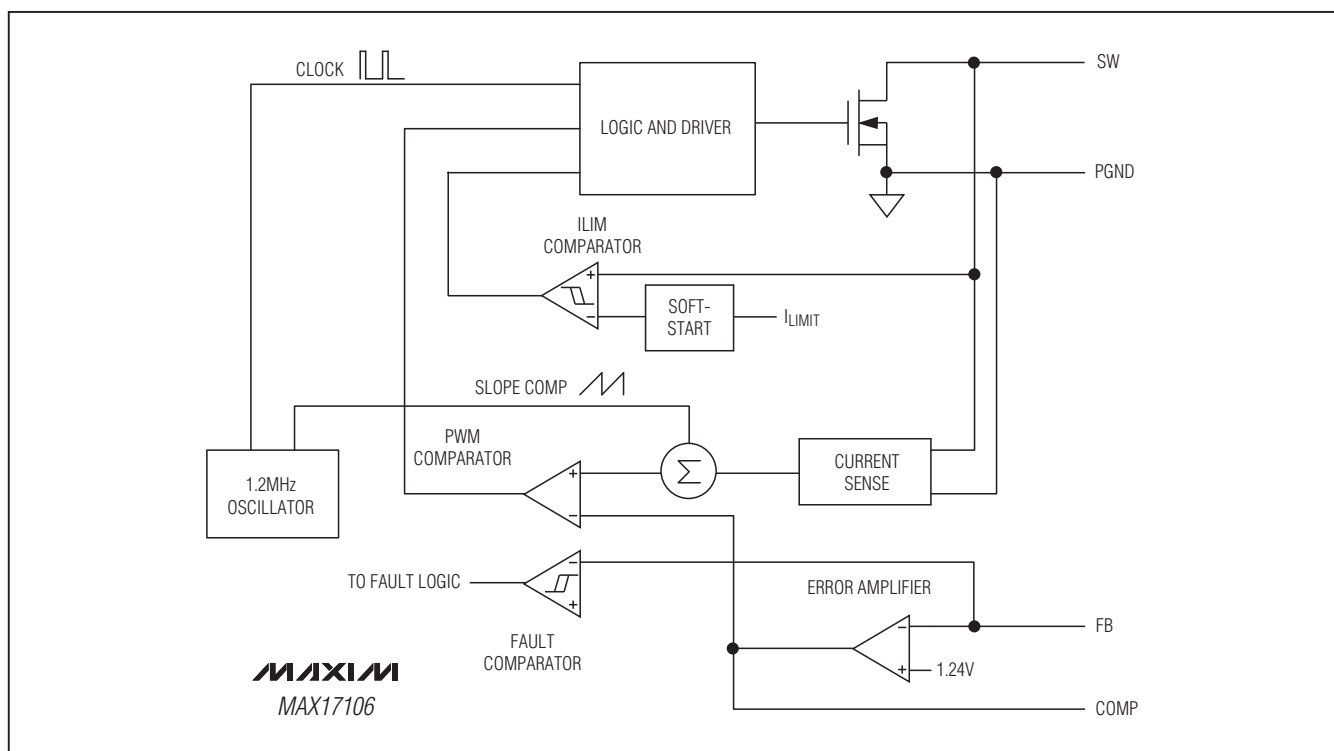 CLOCK
SW
LOGIC AND DRIVER
PGND
ILIM
COMPARATOR
+
−
SOFT-
START
ILIMIT
SLOPE COMP
PWM
COMPARATOR
1.2MHz
OSCILLATOR
+
−
Σ
CURRENT
SENSE
TO FAULT LOGIC
−
+
FAULT
COMPARATOR
ERROR AMPLIFIER
−
+
1.24V
FB
COMP
MAXIM
MAX17106